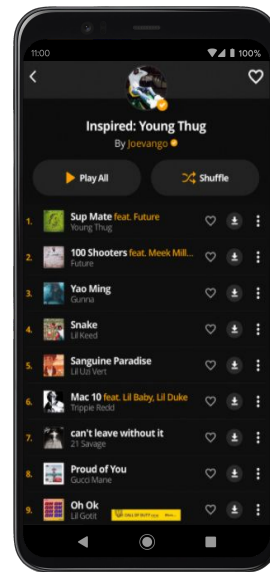 11:00
100%
Inspired: Young Thug
By Joevango
Play All
Shuffle
1.
Sup Mate feat. Future
Young Thug
2.
100 Shooters feat. Meek Mill...
Future
3.
Yao Ming
Gunna
4.
Snake
Lil Keed
5.
Sanguine Paradise
Lil Uzi Vert
6.
Mac 10 feat. Lil Baby, Lil Duke
Trippie Redd
7.
can't leave without it
21 Savage
8.
Proud of You
Gucci Mane
9.
Oh Ok
Lil Gotit